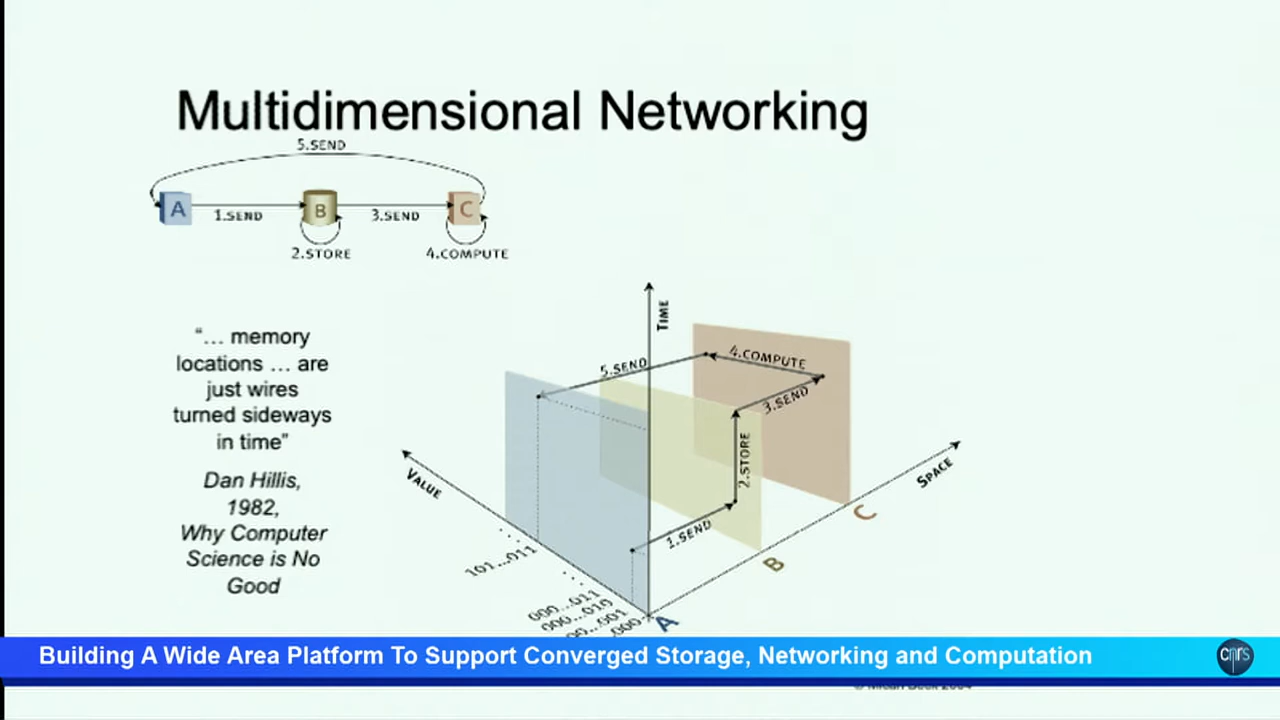 Multidimensional Networking
5.SEND
A
B
C
1.SEND
3.SEND
2.STORE
4.COMPUTE
"... memory
locations ... are
just wires
turned sideways
in time"
Dan Hillis,
1982,
Why Computer
Science is No
Good
TIME
5.SEND
4.COMPUTE
3.SEND
2.STORE
1.SEND
VALUE
SPACE
101...011
000...011
000...010
A
B
C
Building A Wide Area Platform To Support Converged Storage, Networking and Computation
cnrs